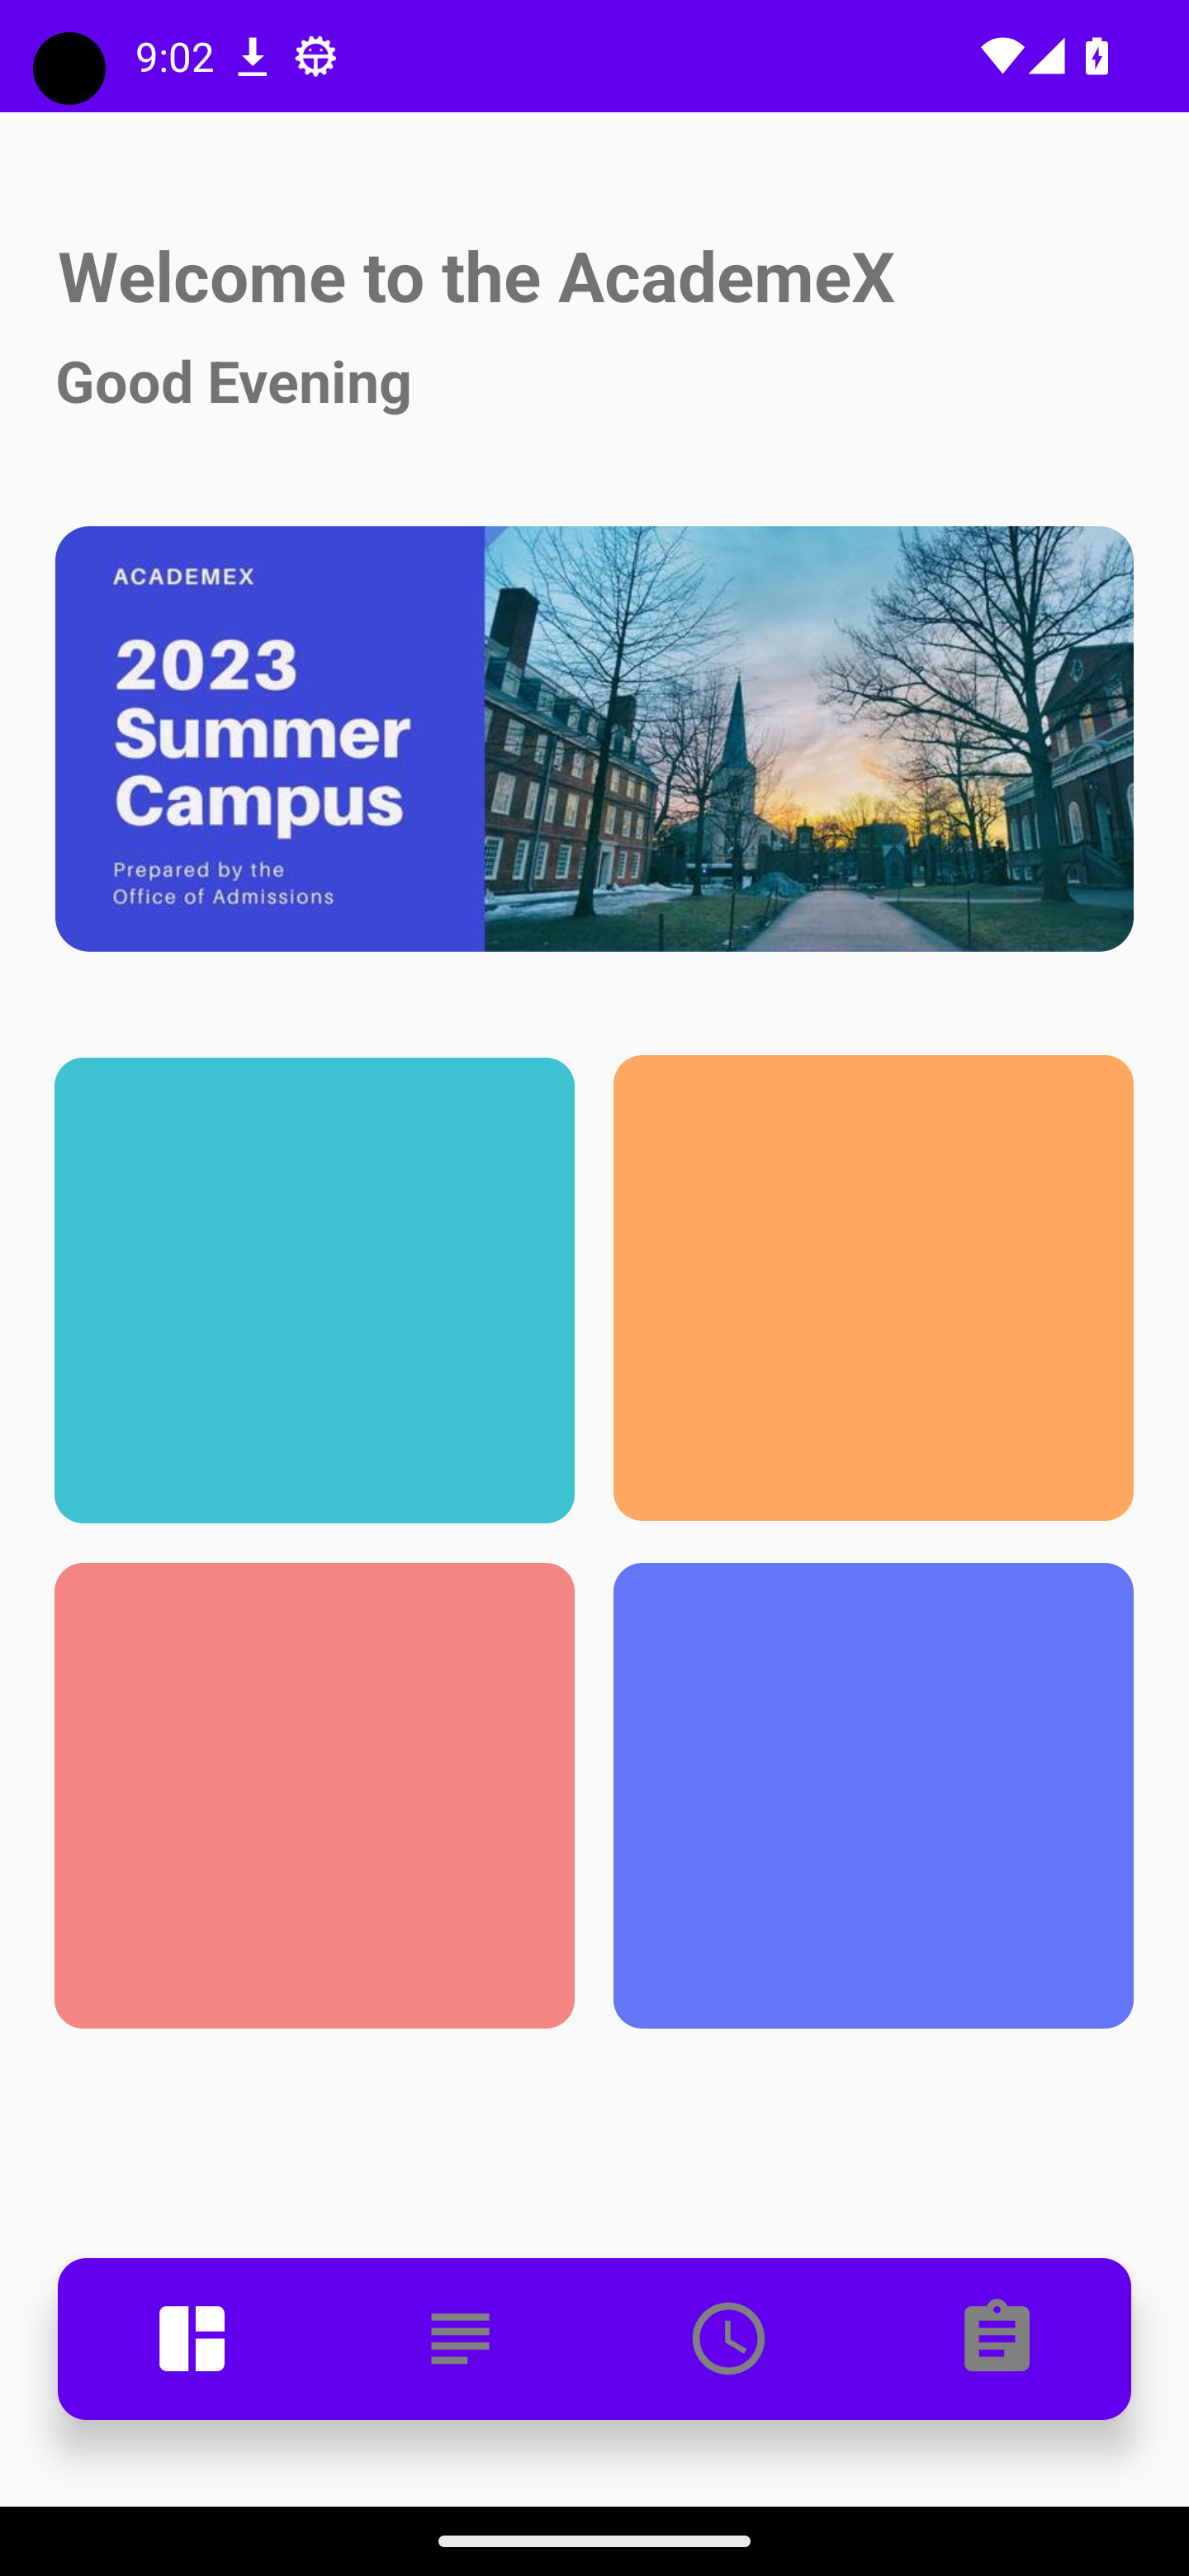 9:02
Welcome to the AcademeX
Good Evening
ACADEMEX
2023
Summer
Campus
Prepared by the
Office of Admissions